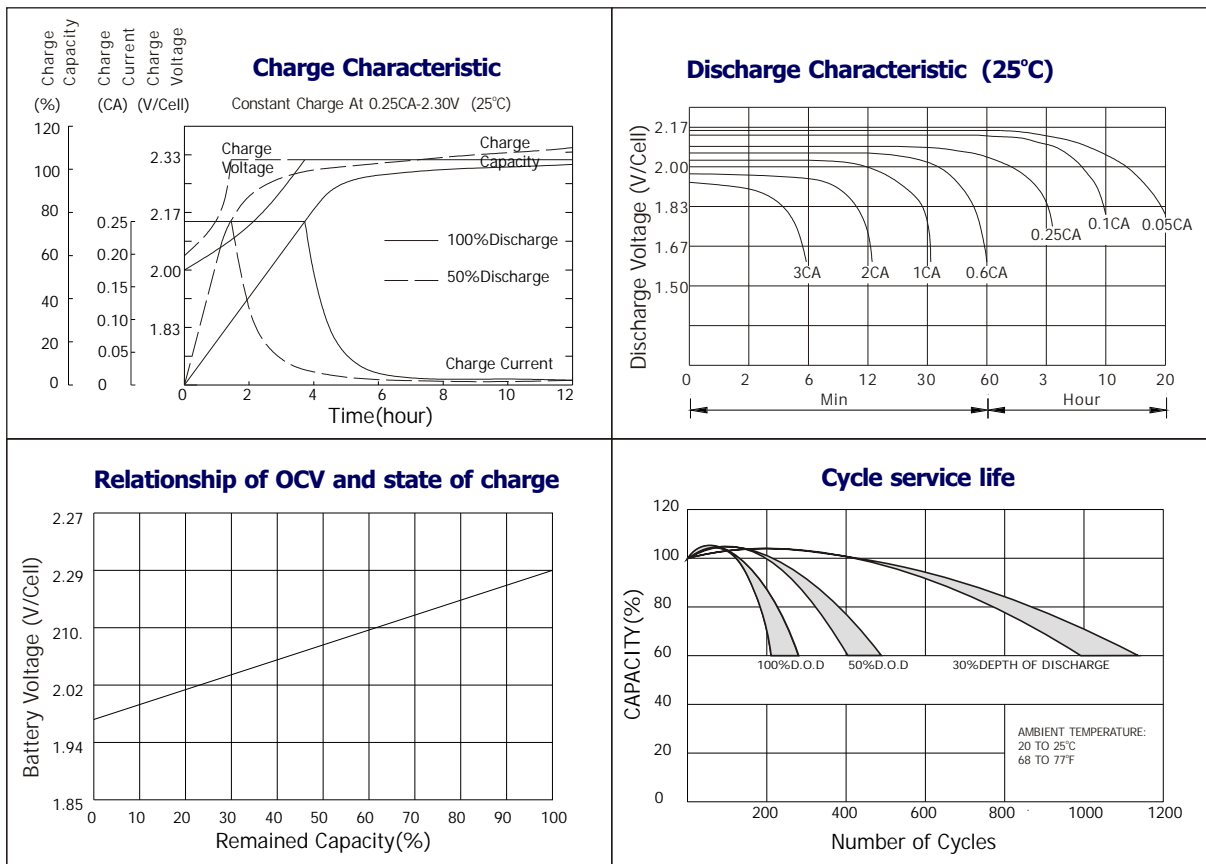 Charge Capacity
Charge Current
Charge Voltage
(%)
(CA)
(V/Cell)
Charge Characteristic
Constant Charge At 0.25CA-2.30V (25°C)
120
100
80
60
40
20
0
0.25
0.20
0.15
0.10
0.05
0
2.33
2.17
2.00
1.83
Charge
Voltage
Charge
Capacity
100%Discharge
50%Discharge
Charge Current
0 2 4 6 8 10 12
Time(hour)
Discharge Characteristic (25°C)
Discharge Voltage (V/Cell)
2.17
2.00
1.83
1.67
1.50
3CA
2CA
1CA
0.6CA
0.25CA
0.1CA
0.05CA
0 2 6 12 30 60 3 10 20
Min
Hour
Relationship of OCV and state of charge
Battery Voltage (V/Cell)
2.27
2.29
210.
2.02
1.94
1.85
0 10 20 30 40 50 60 70 80 90 100
Remained Capacity(%)
Cycle service life
CAPACITY(%)
120
100
80
60
40
20
0
100%D.O.D
50%D.O.D
30%DEPTH OF DISCHARGE
AMBIENT TEMPERATURE:
20 TO 25°C
68 TO 77°F
200 400 600 800 1000 1200
Number of Cycles